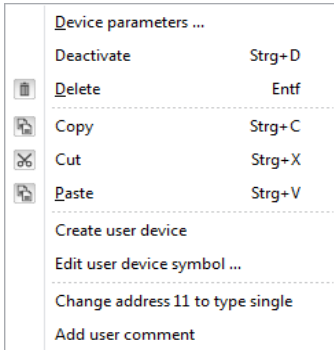 Device parameters ...
Deactivate Strg+D
Delete Entf
Copy Strg+C
Cut Strg+X
Paste Strg+V
Create user device
Edit user device symbol ...
Change address 11 to type single
Add user comment